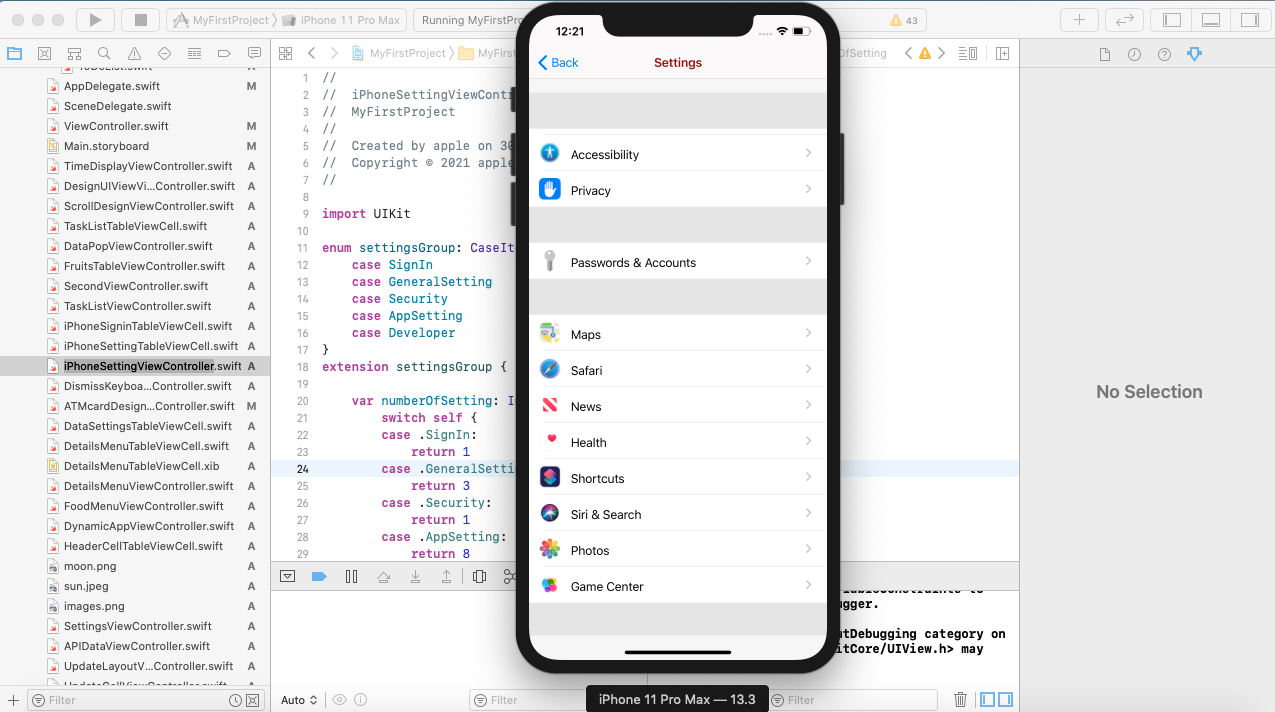 MyFirstProject
iPhone 11 Pro Max
Running MyFirstPro
43
MyFirstProject
MyFirst
OfSetting
AppDelegate.swift M
SceneDelegate.swift
ViewController.swift M
Main.storyboard M
TimeDisplayViewController.swift A
DesignUIViewVi...Controller.swift A
ScrollDesignViewController.swift A
TaskListTableViewCell.swift A
DataPopViewController.swift A
FruitsTableViewController.swift A
SecondViewController.swift A
TaskListViewController.swift A
iPhoneSigninTableViewCell.swift A
iPhoneSettingTableViewCell.swift A
iPhoneSettingViewController.swift A
DismissKeyboa...Controller.swift A
ATMcardDesign...Controller.swift M
DataSettingsTableViewCell.swift A
DetailsMenuTableViewCell.swift A
DetailsMenuTableViewCell.xib A
DetailsMenuViewController.swift A
FoodMenuViewController.swift A
DynamicAppViewController.swift A
HeaderCellTableViewCell.swift A
moon.png A
sun.jpeg A
images.png A
SettingsViewController.swift A
APIDataViewController.swift A
UpdateLayoutV...Controller.swift A
Filter
1 //
2 // iPhoneSettingViewContr
3 // MyFirstProject
4 //
5 // Created by apple on 30
6 // Copyright © 2021 apple
7 //
8
9 import UIKit
10
11 enum settingsGroup: CaseIt
12 case SignIn
13 case GeneralSetting
14 case Security
15 case AppSetting
16 case Developer
17 }
18 extension settingsGroup {
19
20 var numberOfSetting: I
21 switch self {
22 case .SignIn:
23 return 1
24 case .GeneralSetti
25 return 3
26 case .Security:
27 return 1
28 case .AppSetting:
29 return 8
12:21
Back
Settings
Accessibility
Privacy
Passwords & Accounts
Maps
Safari
News
Health
Shortcuts
Siri & Search
Photos
Game Center
No Selection
ugger.
utDebugging category on
itCore/UIView.h> may
Auto
Filter
iPhone 11 Pro Max — 13.3
Filter